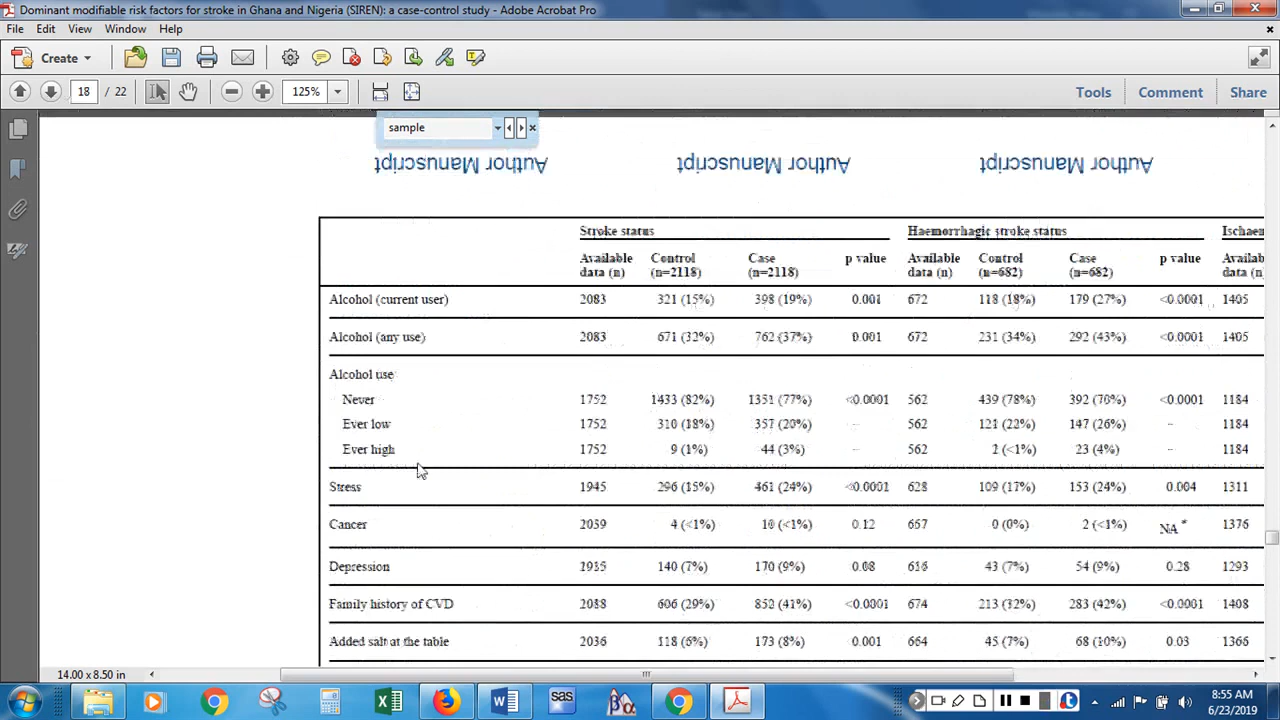 Dominant modifiable risk factors for stroke in Ghana and Nigeria (SIREN): a case-control study - Adobe Acrobat Pro
File Edit View Window Help
Create
18 / 22 125% Tools Comment Share
sample
Author Manuscript Author Manuscript Author Manuscript
Stroke status Haemorrhagic stroke status Ischaem
Available data (n) Control (n=2118) Case (n=2118) p value Available data (n) Control (n=682) Case (n=682) p value Availab data (n)
Alcohol (current user) 2083 321 (15%) 398 (19%) 0.001 672 118 (18%) 179 (27%) <0.0001 1405
Alcohol (any use) 2083 671 (32%) 762 (37%) 0.001 672 231 (34%) 292 (43%) <0.0001 1405
Alcohol use
Never 1752 1433 (82%) 1351 (77%) <0.0001 562 439 (78%) 392 (70%) <0.0001 1184
Ever low 1752 310 (18%) 357 (20%) – 562 121 (22%) 147 (26%) – 1184
Ever high 1752 9 (1%) 44 (3%) – 562 2 (<1%) 23 (4%) – 1184
Stress 1945 296 (15%) 461 (24%) <0.0001 628 109 (17%) 153 (24%) 0.004 1311
Cancer 2039 4 (<1%) 10 (<1%) 0.12 657 0 (0%) 2 (<1%) NA* 1376
Depression 1915 140 (7%) 170 (9%) 0.08 616 43 (7%) 54 (9%) 0.28 1293
Family history of CVD 2088 606 (29%) 852 (41%) <0.0001 674 213 (32%) 283 (42%) <0.0001 1408
Added salt at the table 2036 118 (6%) 173 (8%) 0.001 664 45 (7%) 68 (10%) 0.03 1366
14.00 x 8.50 in
sas
8:55 AM
6/23/2019